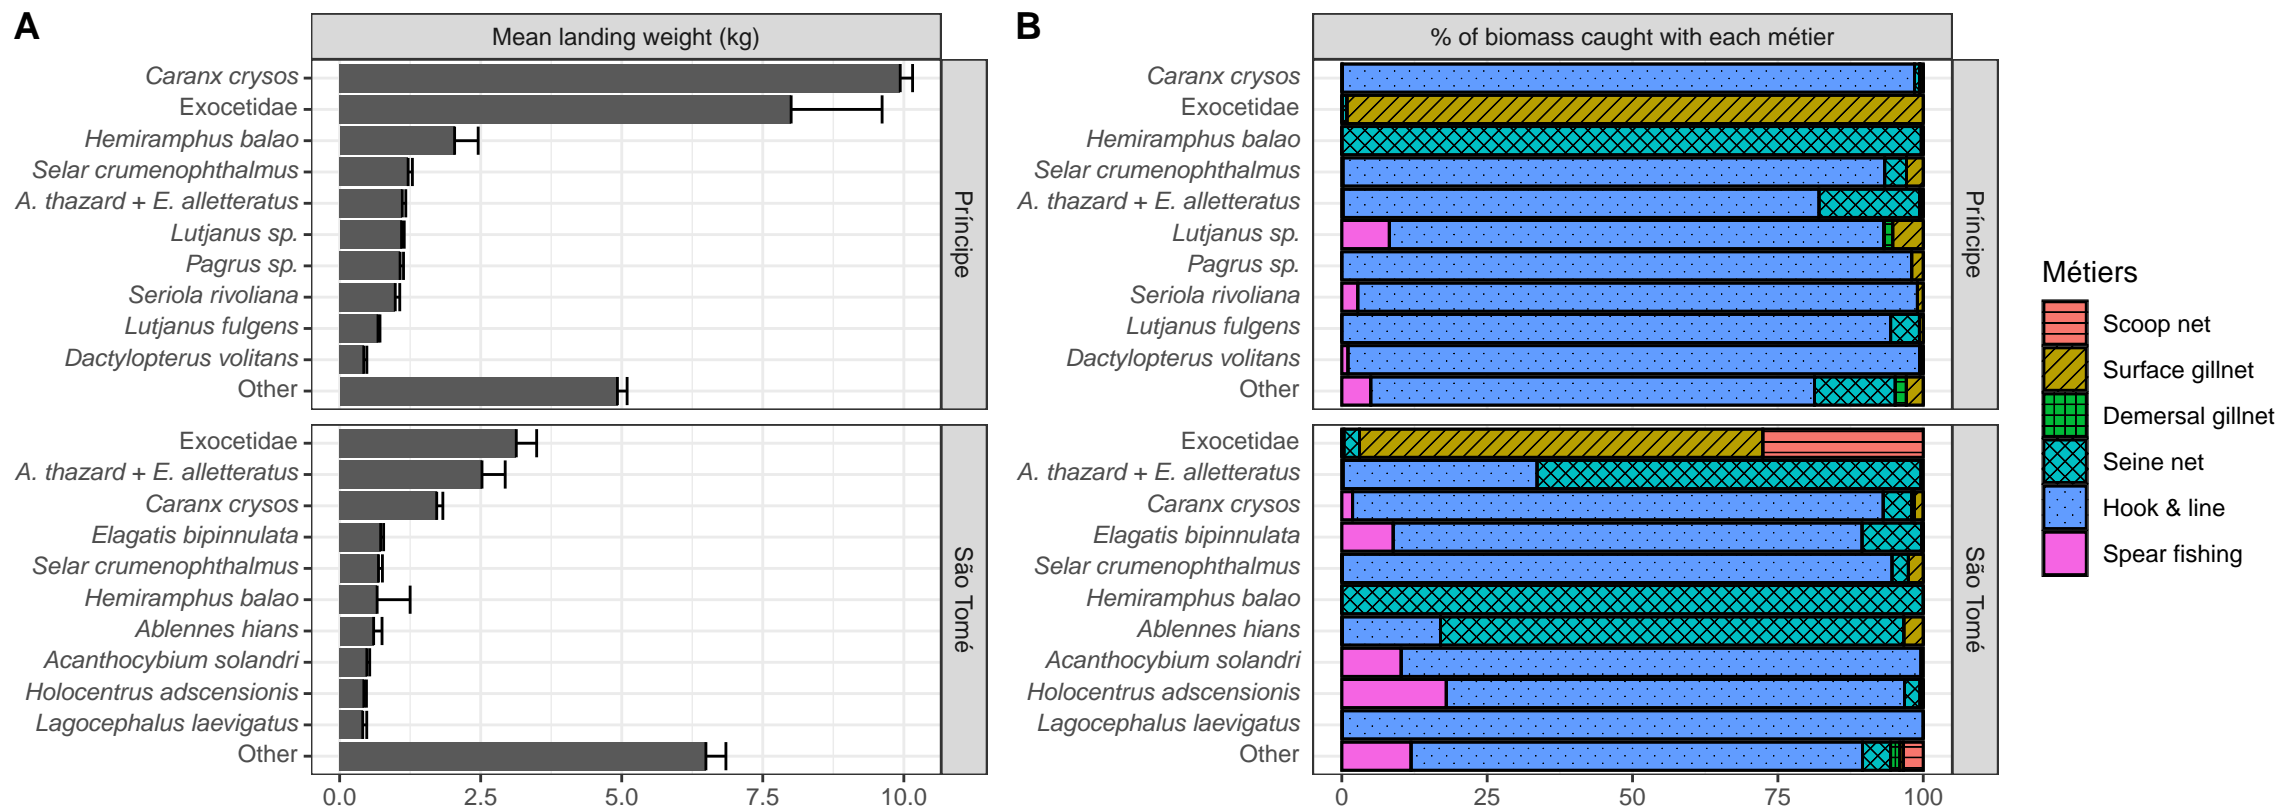 A
Mean landing weight (kg)
Caranx crysos
Exocetidae
Hemiramphus balao
Selar crumenophthalmus
A. thazard + E. alletteratus
Lutjanus sp.
Pagrus sp.
Seriola rivoliana
Lutjanus fulgens
Dactylopterus volitans
Other
Príncipe
Exocetidae
A. thazard + E. alletteratus
Caranx crysos
Elagatis bipinnulata
Selar crumenophthalmus
Hemiramphus balao
Ablennes hians
Acanthocybium solandri
Holocentrus adscensionis
Lagocephalus laevigatus
Other
São Tomé
0.0 2.5 5.0 7.5 10.0
B
% of biomass caught with each métier
Caranx crysos
Exocetidae
Hemiramphus balao
Selar crumenophthalmus
A. thazard + E. alletteratus
Lutjanus sp.
Pagrus sp.
Seriola rivoliana
Lutjanus fulgens
Dactylopterus volitans
Other
Príncipe
Exocetidae
A. thazard + E. alletteratus
Caranx crysos
Elagatis bipinnulata
Selar crumenophthalmus
Hemiramphus balao
Ablennes hians
Acanthocybium solandri
Holocentrus adscensionis
Lagocephalus laevigatus
Other
São Tomé
0 25 50 75 100
Métiers
Scoop net
Surface gillnet
Demersal gillnet
Seine net
Hook & line
Spear fishing